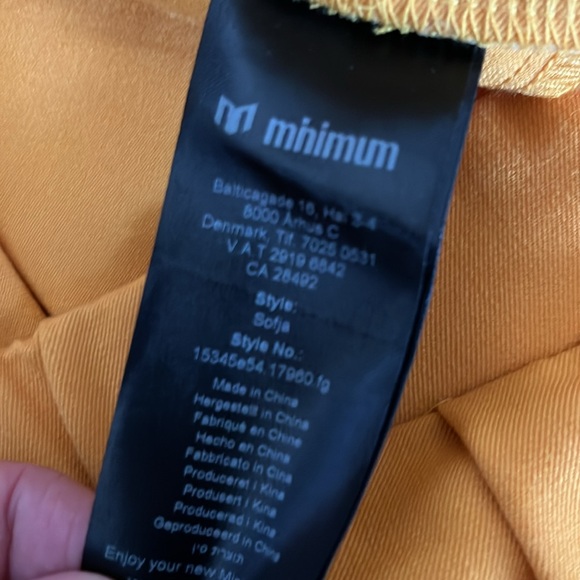 minimum
Balticagade 15, Hal 3-4
8000 Århus C
Denmark, Tlf. 7025 0531
V A T 2919 6842
CA 28492
Style:
Sofja
Style No.:
15345e54.17960.fg
Made in China
Hergestellt in China
Fabriqué en Chine
Hecho en China
Fabbricato in Cina
Produceret i Kina
Produsert i Kina
Producerad i Kina
Geproduceerd in China
תוצרת סין
Enjoy your new